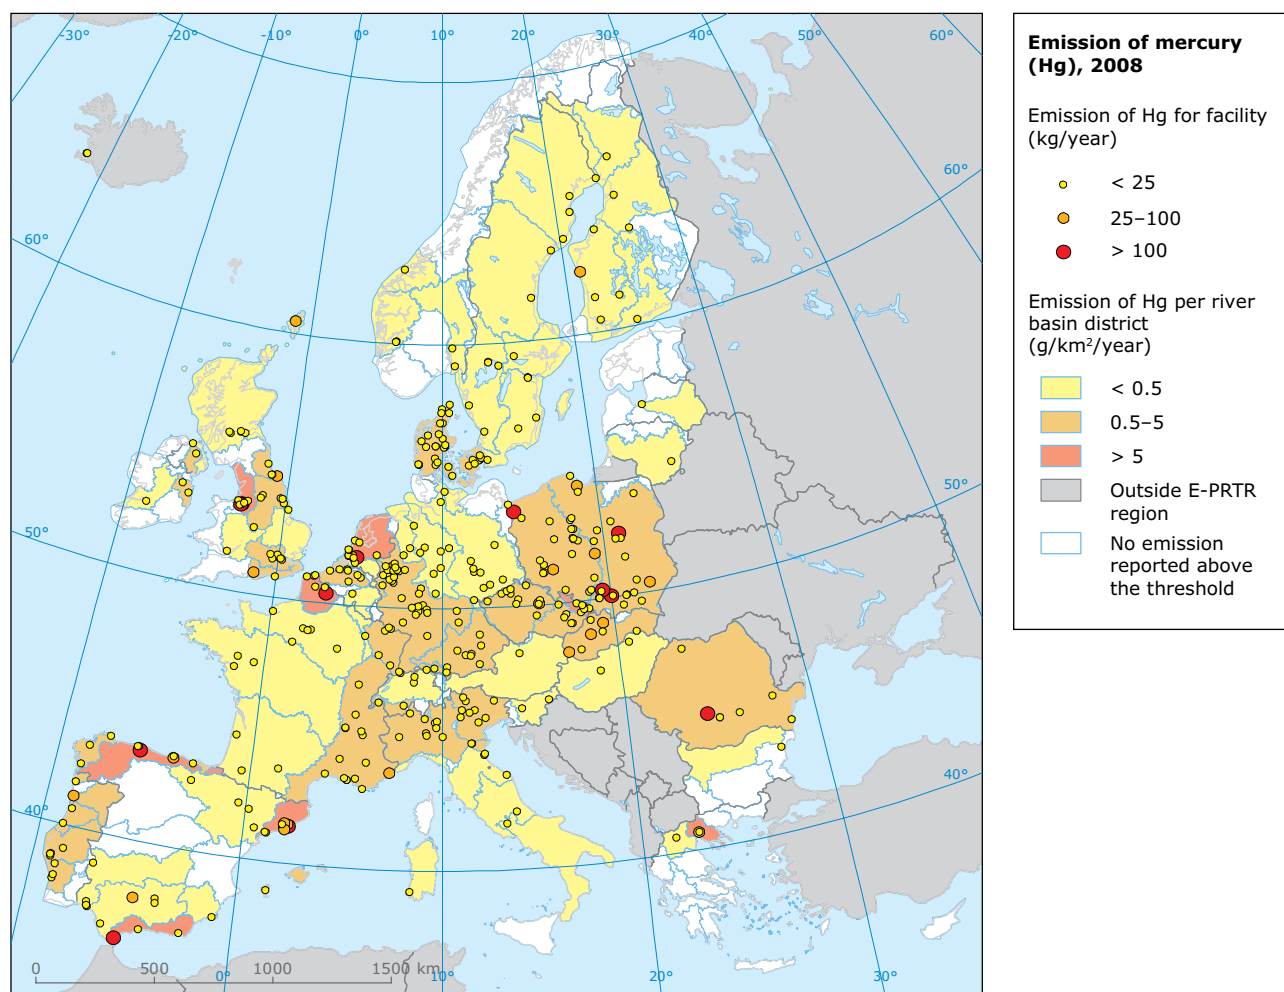 -30°
-20°
-10°
0°
10°
20°
30°
40°
50°
60°
60°
60°
50°
50°
40°
40°
0
500
1000
1500 km
0°
10°
20°
30°
Emission of mercury
(Hg), 2008
Emission of Hg for facility
(kg/year)
< 25
25–100
> 100
Emission of Hg per river
basin district
(g/km²/year)
< 0.5
0.5–5
> 5
Outside E-PRTR
region
No emission
reported above
the threshold